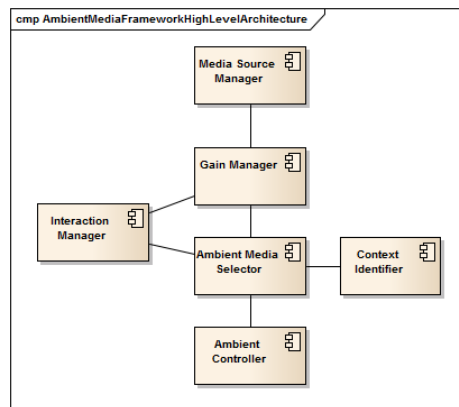 cmp AmbientMediaFrameworkHighLevelArchitecture
Media Source
Manager
Gain Manager
Interaction
Manager
Ambient Media
Selector
Context
Identifier
Ambient
Controller